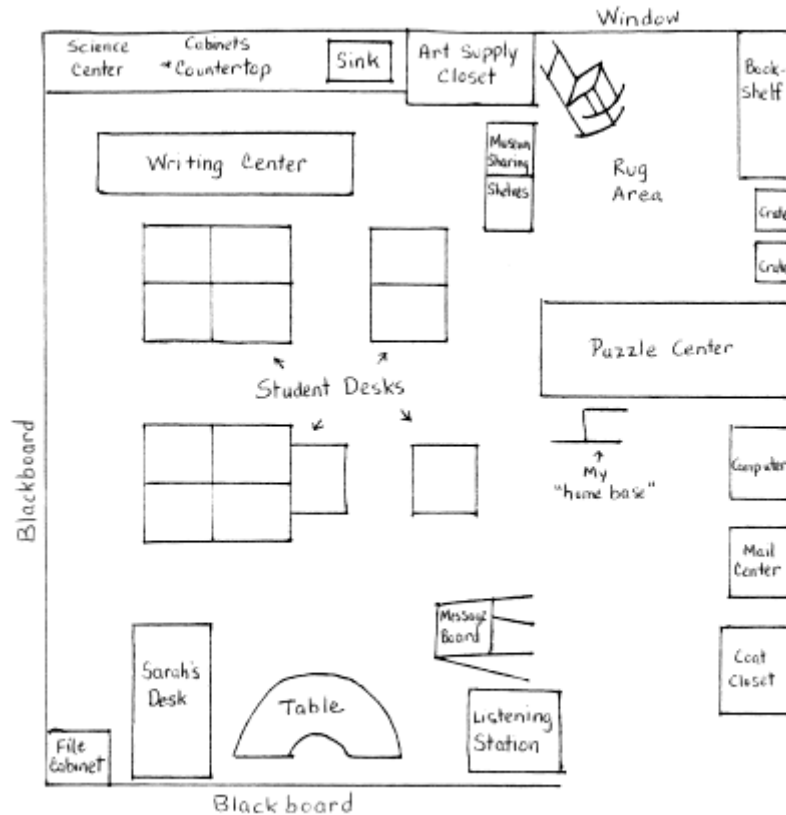 Window
Science
Center
Cabinets
+ Countertop
Sink
Art Supply
Closet
Book-
shelf
Museum
Sharing
Shelves
Rug
Area
Writing Center
Crate
Crate
Puzzle Center
Student Desks
Blackboard
My
"home base"
Computer
Mail
Center
Message
Board
Sarah's
Desk
Table
Listening
Station
Coat
Closet
File
Cabinet
Blackboard